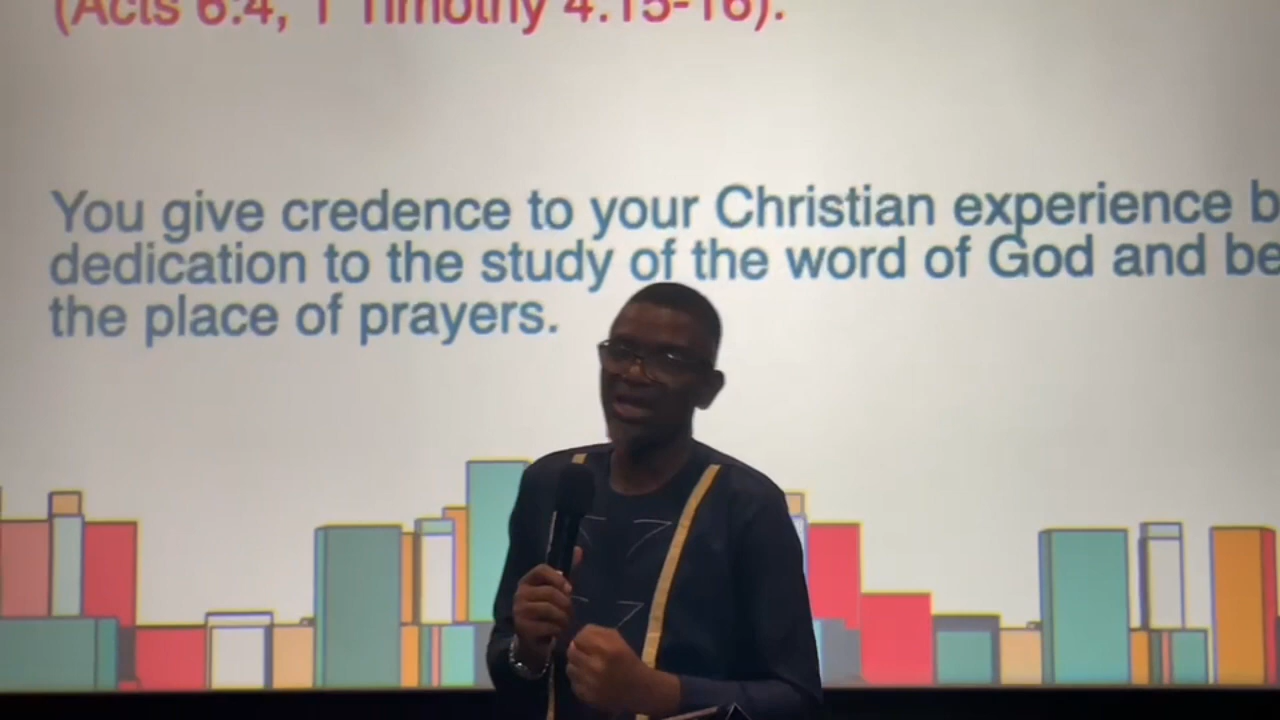 (Acts 6:4, 1 Timothy 4:15-16).
You give credence to your Christian experience b
dedication to the study of the word of God and be
the place of prayers.